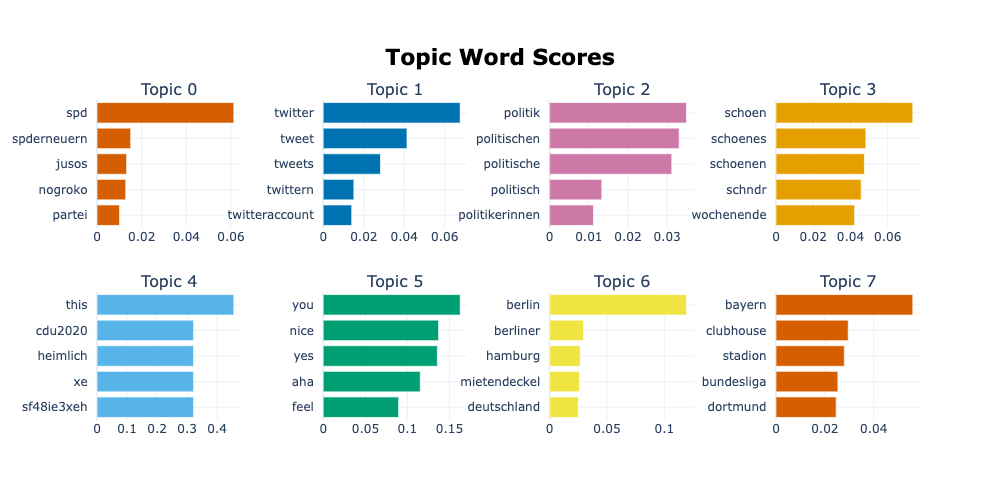 Topic Word Scores
Topic 0
spd
spderneuern
jusos
nogroko
partei
0 0.02 0.04 0.06
Topic 1
twitter
tweet
tweets
twittern
twitteraccount
0 0.02 0.04 0.06
Topic 2
politik
politischen
politische
politisch
politikerinnen
0 0.01 0.02 0.03
Topic 3
schoen
schoenes
schoenen
schndr
wochenende
0 0.02 0.04 0.06
Topic 4
this
cdu2020
heimlich
xe
sf48ie3xeh
0 0.1 0.2 0.3 0.4
Topic 5
you
nice
yes
aha
feel
0 0.05 0.1 0.15
Topic 6
berlin
berliner
hamburg
mietendeckel
deutschland
0 0.05 0.1
Topic 7
bayern
clubhouse
stadion
bundesliga
dortmund
0 0.02 0.04